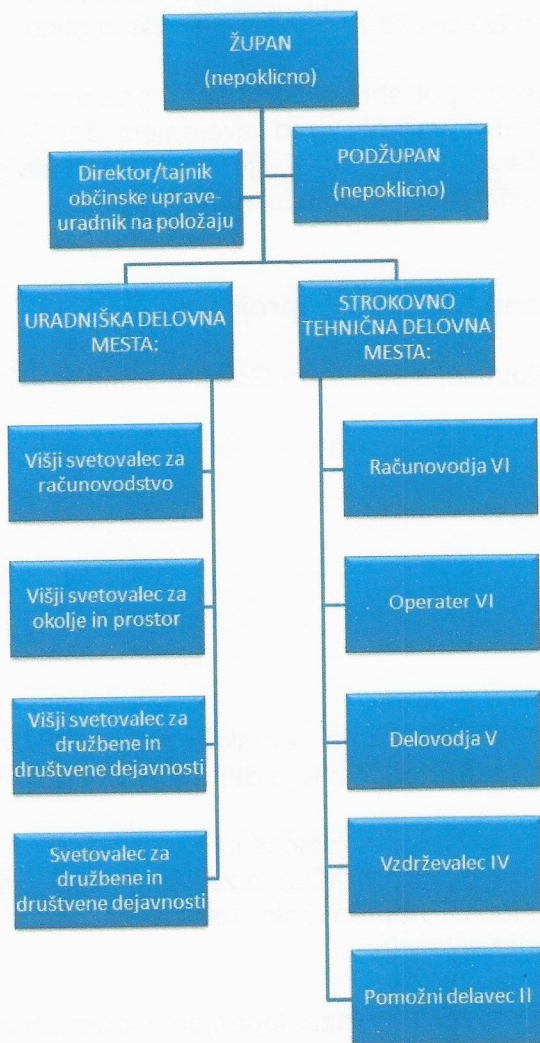 ŽUPAN
(nepoklicno)
Direktor/tajnik
občinske uprave-
uradnik na položaju
PODŽUPAN
(nepoklicno)
URADNIŠKA DELOVNA
MESTA:
STROKOVNO
TEHNIČNA DELOVNA
MESTA:
Višji svetovalec za
računovodstvo
Višji svetovalec za
okolje in prostor
Višji svetovalec za
družbene in
društvene dejavnosti
Svetovalec za
družbene in
društvene dejavnosti
Računovodja VI
Operater VI
Delovodja V
Vzdrževalec IV
Pomožni delavec II